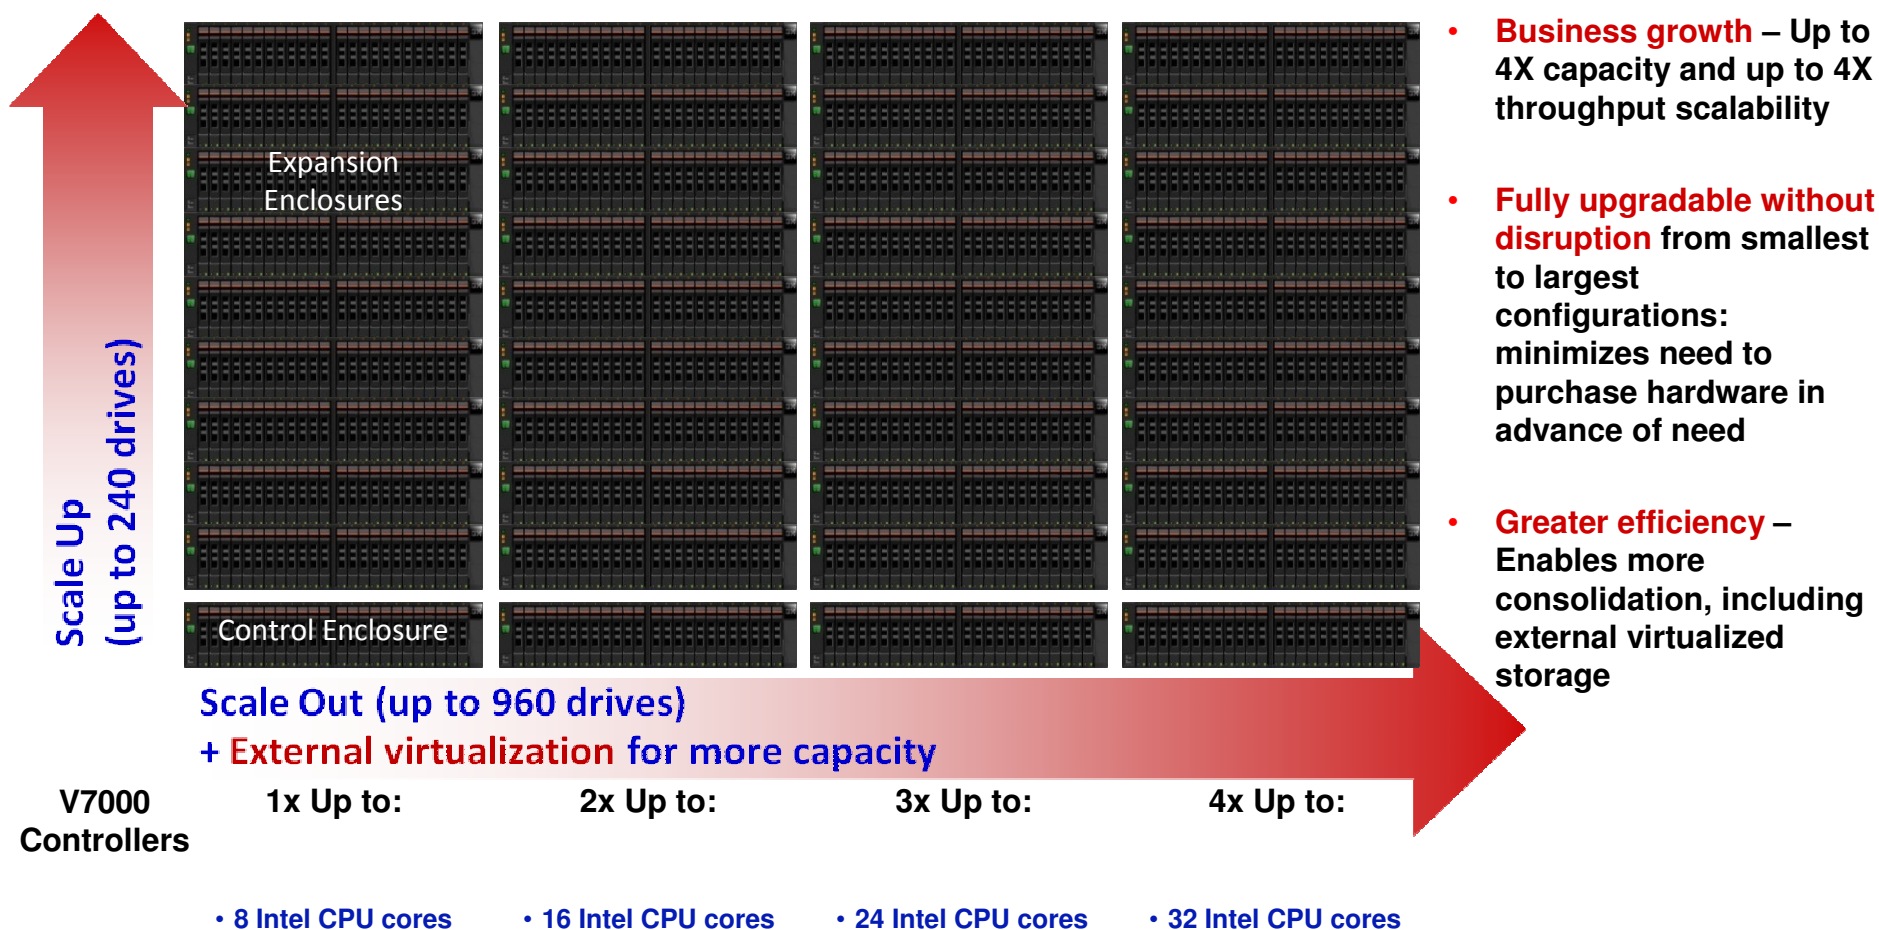 Expansion
Enclosures
Control Enclosure
Scale Up
(up to 240 drives)
Scale Out (up to 960 drives)
+ External virtualization for more capacity
V7000
Controllers
1x Up to:
2x Up to:
3x Up to:
4x Up to:
• 8 Intel CPU cores
• 16 Intel CPU cores
• 24 Intel CPU cores
• 32 Intel CPU cores
• Business growth – Up to
4X capacity and up to 4X
throughput scalability
• Fully upgradable without
disruption from smallest
to largest
configurations:
minimizes need to
purchase hardware in
advance of need
• Greater efficiency –
Enables more
consolidation, including
external virtualized
storage